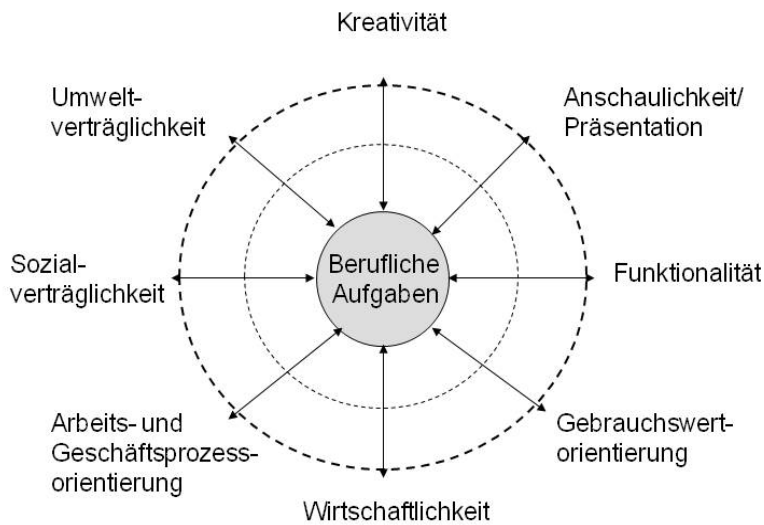 Kreativität
Anschaulichkeit/
Präsentation
Funktionalität
Gebrauchswert-
orientierung
Wirtschaftlichkeit
Arbeits- und
Geschäftsprozess-
orientierung
Sozial-
verträglichkeit
Umwelt-
verträglichkeit
Berufliche
Aufgaben